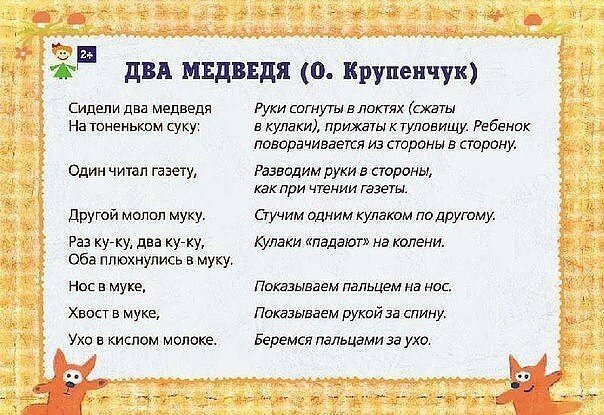 2+
ДВА МЕДВЕДЯ (О. Крупенчук)
Сидели два медведя
На тоненьком суку:
Руки согнуты в локтях (сжаты
в кулаки), прижаты к туловищу. Ребенок
поворачивается из стороны в сторону.
Один читал газету,
Разводим руки в стороны,
как при чтении газеты.
Другой молол муку.
Стучим одним кулаком по другому.
Раз ку-ку, два ку-ку,
Оба плюхнулись в муку.
Кулаки «падают» на колени.
Нос в муке,
Показываем пальцем на нос.
Хвост в муке,
Показываем рукой за спину.
Ухо в кислом молоке.
Беремся пальцами за ухо.